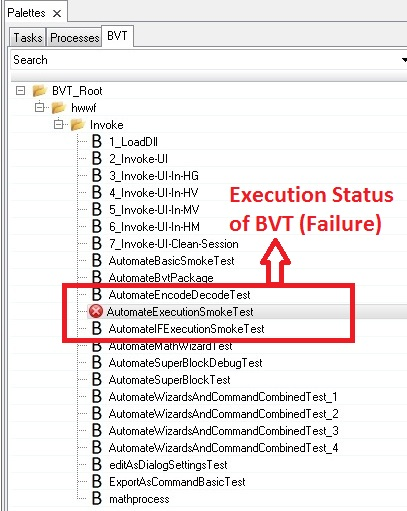 Palettes
Tasks Processes BVT
Search
BVT_Root
hwwf
Invoke
B 1_LoadDll
B 2_Invoke-UI
B 3_Invoke-UI-In-HG
B 4_Invoke-UI-In-HV
B 5_Invoke-UI-In-MV
B 6_Invoke-UI-In-HM
B 7_Invoke-UI-Clean-Session
B AutomateBasicSmokeTest
B AutomateBvtPackage
B AutomateEncodeDecodeTest
AutomateExecutionSmokeTest
B AutomateIFExecutionSmokeTest
B AutomateMathWizardTest
B AutomateSuperBlockDebugTest
B AutomateSuperBlockTest
B AutomateWizardsAndCommandCombinedTest_1
B AutomateWizardsAndCommandCombinedTest_2
B AutomateWizardsAndCommandCombinedTest_3
B AutomateWizardsAndCommandCombinedTest_4
B editAsDialogSettingsTest
B ExportAsCommandBasicTest
B mathprocess
Execution Status
of BVT (Failure)